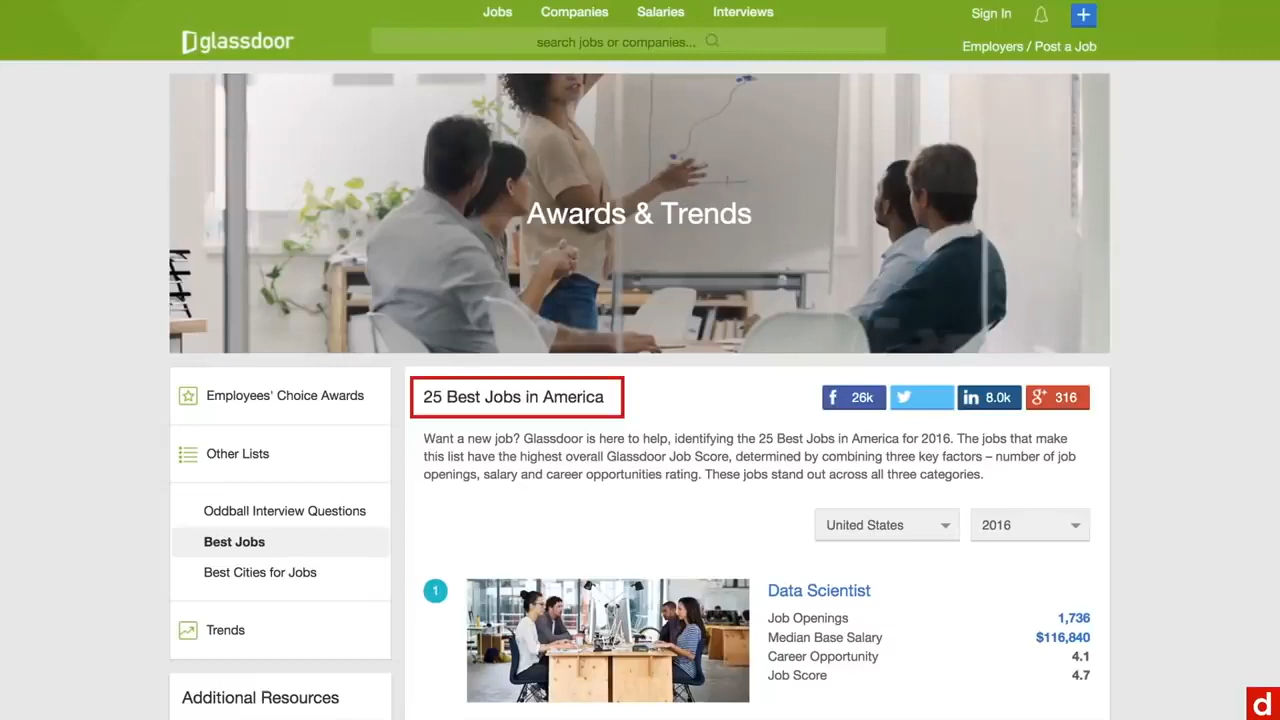 Jobs Companies Salaries Interviews
Sign In
+
glassdoor
search jobs or companies...
Employers / Post a Job
Awards & Trends
Employees' Choice Awards
Other Lists
Oddball Interview Questions
Best Jobs
Best Cities for Jobs
Trends
Additional Resources
25 Best Jobs in America
f 26k
in 8.0k
g+ 316
Want a new job? Glassdoor is here to help, identifying the 25 Best Jobs in America for 2016. The jobs that make
this list have the highest overall Glassdoor Job Score, determined by combining three key factors – number of job
openings, salary and career opportunities rating. These jobs stand out across all three categories.
United States
2016
1
Data Scientist
Job Openings 1,736
Median Base Salary $116,840
Career Opportunity 4.1
Job Score 4.7
d